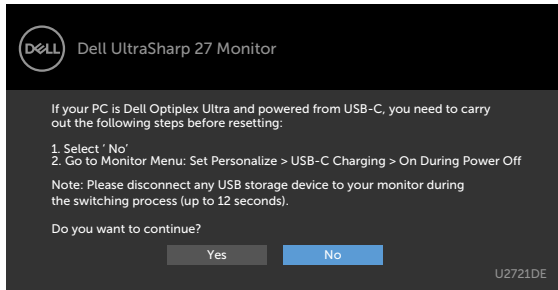 DELL
Dell UltraSharp 27 Monitor
If your PC is Dell Optiplex Ultra and powered from USB-C, you need to carry
out the following steps before resetting:
1. Select ‘ No’
2. Go to Monitor Menu: Set Personalize > USB-C Charging > On During Power Off
Note: Please disconnect any USB storage device to your monitor during
the switching process (up to 12 seconds).
Do you want to continue?
Yes No
U2721DE